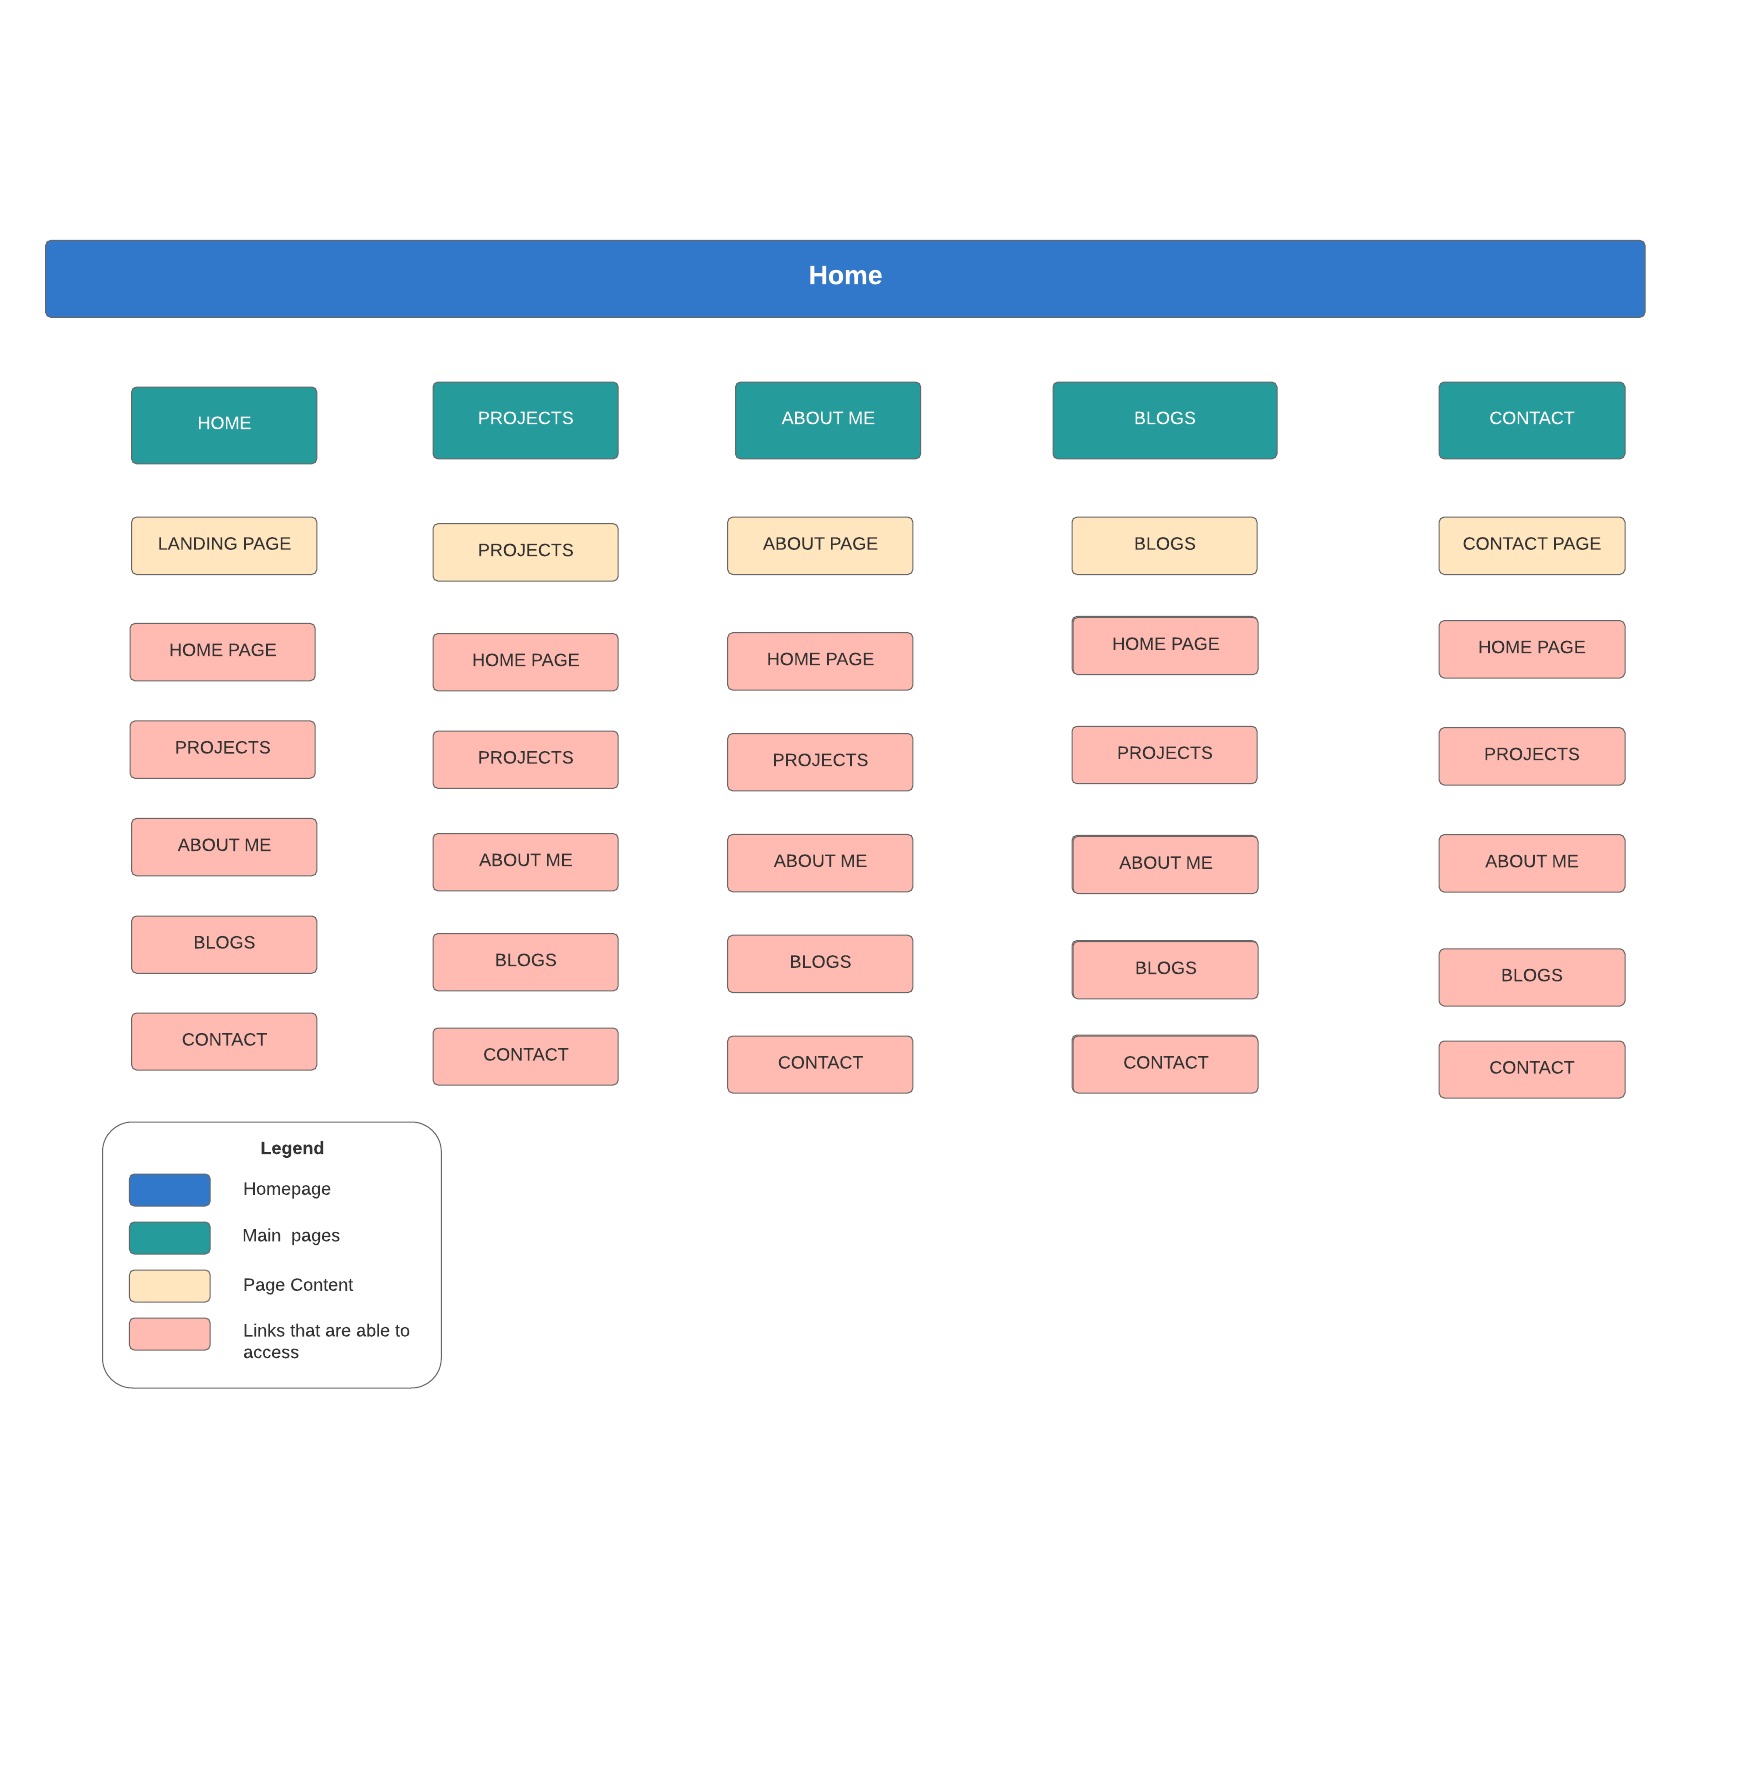 Home
HOME
PROJECTS
ABOUT ME
BLOGS
CONTACT
LANDING PAGE
PROJECTS
ABOUT PAGE
BLOGS
CONTACT PAGE
HOME PAGE
HOME PAGE
HOME PAGE
HOME PAGE
HOME PAGE
PROJECTS
PROJECTS
PROJECTS
PROJECTS
PROJECTS
ABOUT ME
ABOUT ME
ABOUT ME
ABOUT ME
ABOUT ME
BLOGS
BLOGS
BLOGS
BLOGS
BLOGS
CONTACT
CONTACT
CONTACT
CONTACT
CONTACT
Legend
Homepage
Main  pages
Page Content
Links that are able to
access